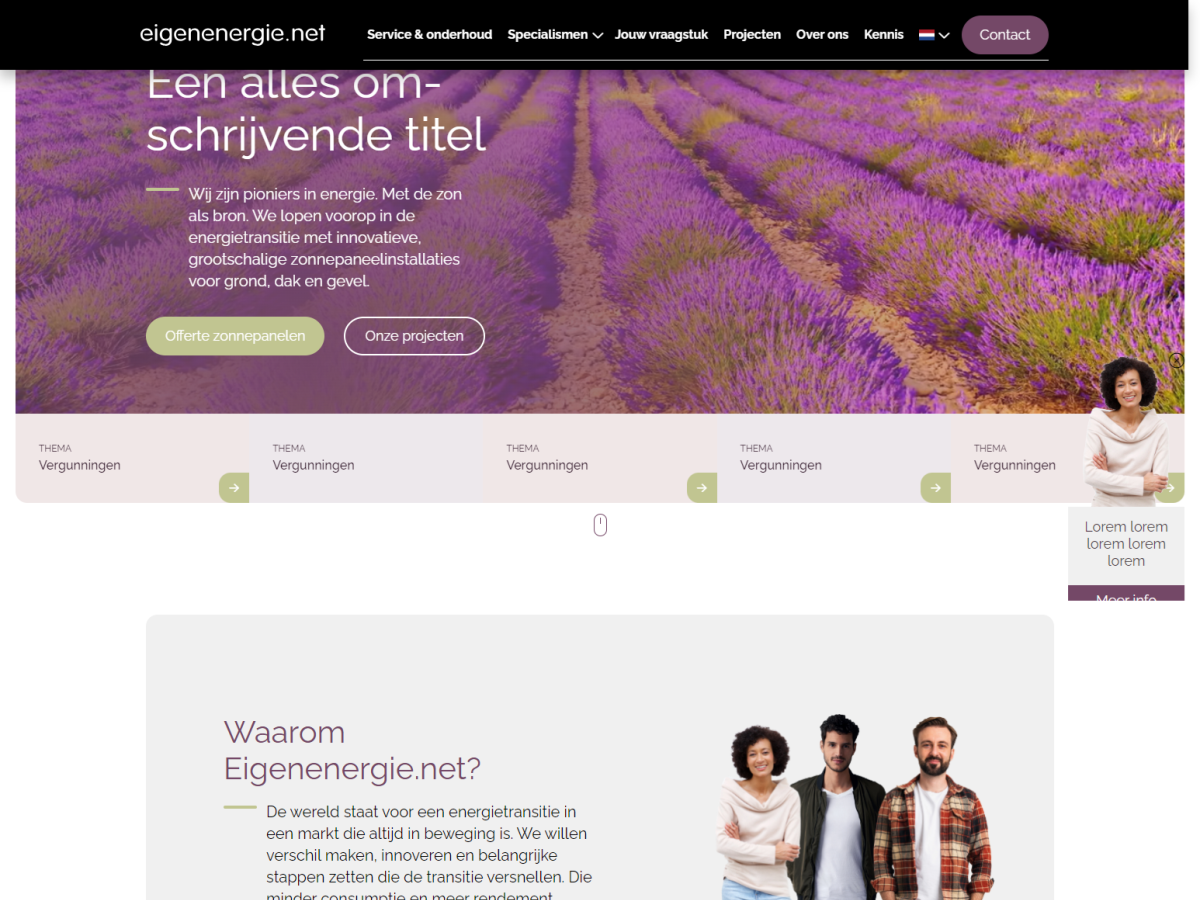 eigenenergie.net
Service & onderhoud Specialismen Jouw vraagstuk Projecten Over ons Kennis Contact
Een alles om-
schrijvende titel
Wij zijn pioniers in energie. Met de zon
als bron. We lopen voorop in de
energietransitie met innovatieve,
grootschalige zonnepaneelinstallaties
voor grond, dak en gevel.
Offerte zonnepanelen Onze projecten
THEMA THEMA THEMA THEMA THEMA
Vergunningen Vergunningen Vergunningen Vergunningen Vergunningen
Lorem lorem
lorem lorem
lorem
Meer info
Waarom
Eigenenergie.net?
De wereld staat voor een energietransitie in
een markt die altijd in beweging is. We willen
verschil maken, innoveren en belangrijke
stappen zetten die de transitie versnellen. Die
minder consumptie en meer rendement